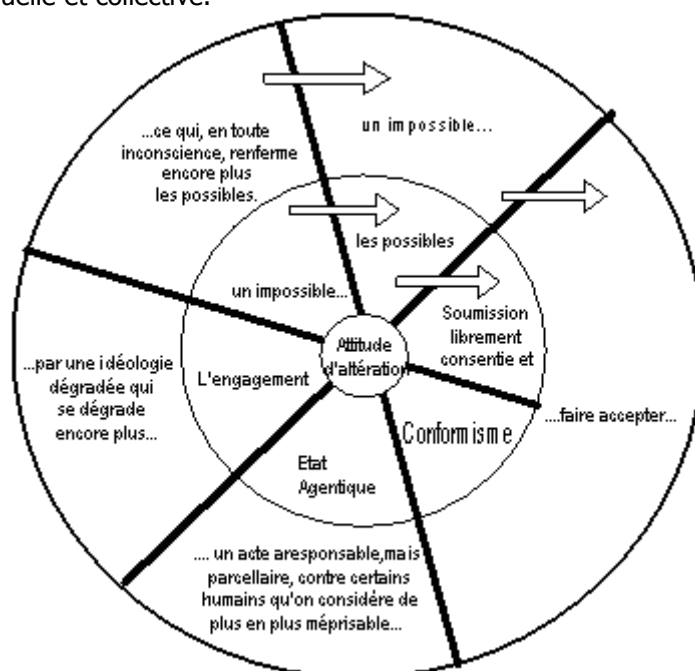 uelle et collective.
...ce qui, en toute
inconscience, renferme
encore plus
les possibles.
un impossible...
les possibles
un impossible...
Attitude
d'altération
Soumission
librement
consentie et
...par une idéologie
dégradée qui
se dégrade
encore plus...
L'engagement
Conformisme
....faire accepter...
Etat
Agentique
.... un acte aresponsable,mais
parcellaire, contre certains
humains qu'on considére de
plus en plus méprisable...